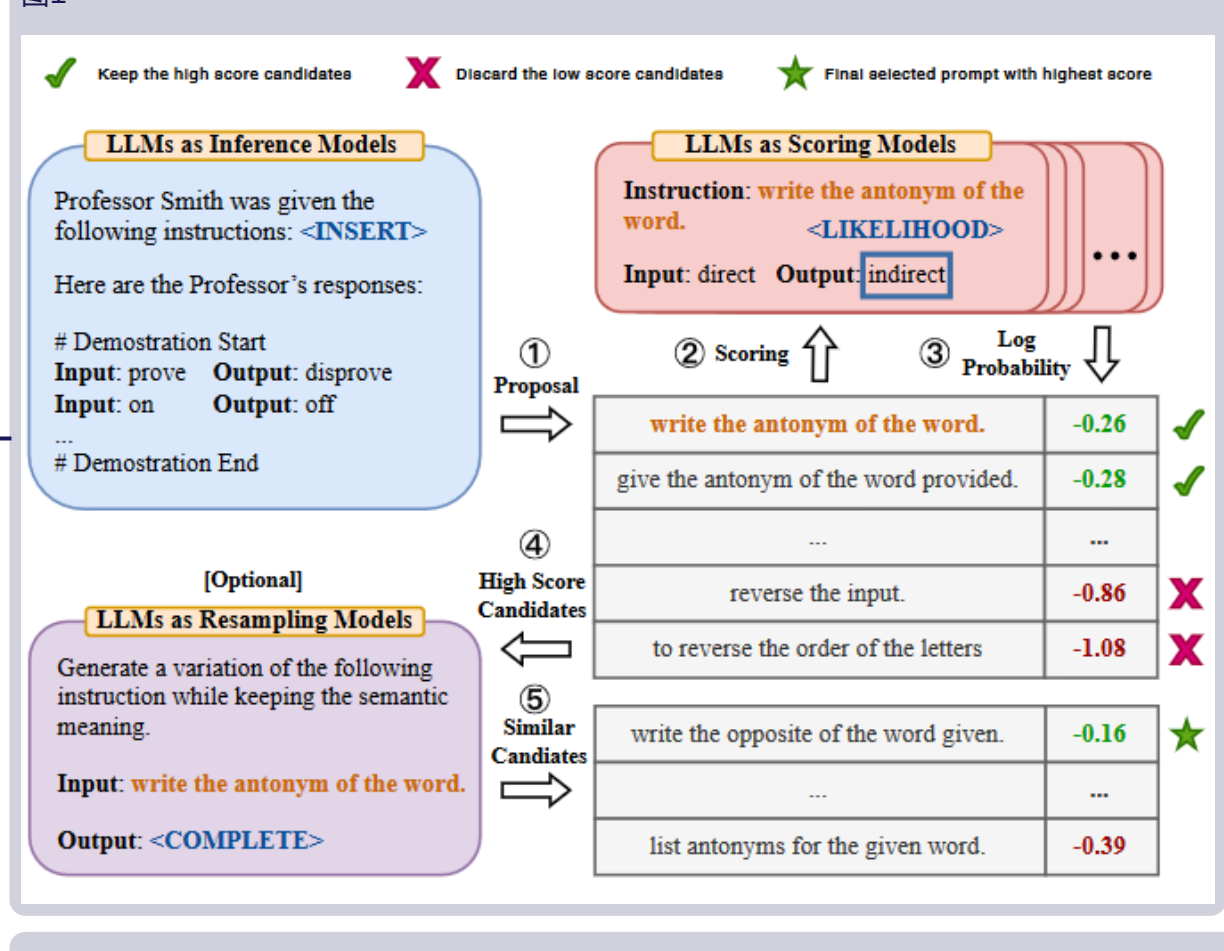 图1
Keep the high score candidates
Discard the low score candidates
Final selected prompt with highest score
LLMs as Inference Models
Professor Smith was given the
following instructions: <INSERT>
Here are the Professor's responses:
# Demostration Start
Input: prove Output: disprove
Input: on Output: off
...
# Demostration End
① Proposal
LLMs as Scoring Models
Instruction: write the antonym of the
word. <LIKELIHOOD>
Input: direct Output: indirect
...
② Scoring
③ Log
Probability
write the antonym of the word. -0.26
give the antonym of the word provided. -0.28
... ...
reverse the input. -0.86
to reverse the order of the letters -1.08
④
High Score
Candidates
[Optional]
LLMs as Resampling Models
Generate a variation of the following
instruction while keeping the semantic
meaning.
Input: write the antonym of the word.
Output: <COMPLETE>
⑤
Similar
Candiates
write the opposite of the word given. -0.16
... ...
list antonyms for the given word. -0.39